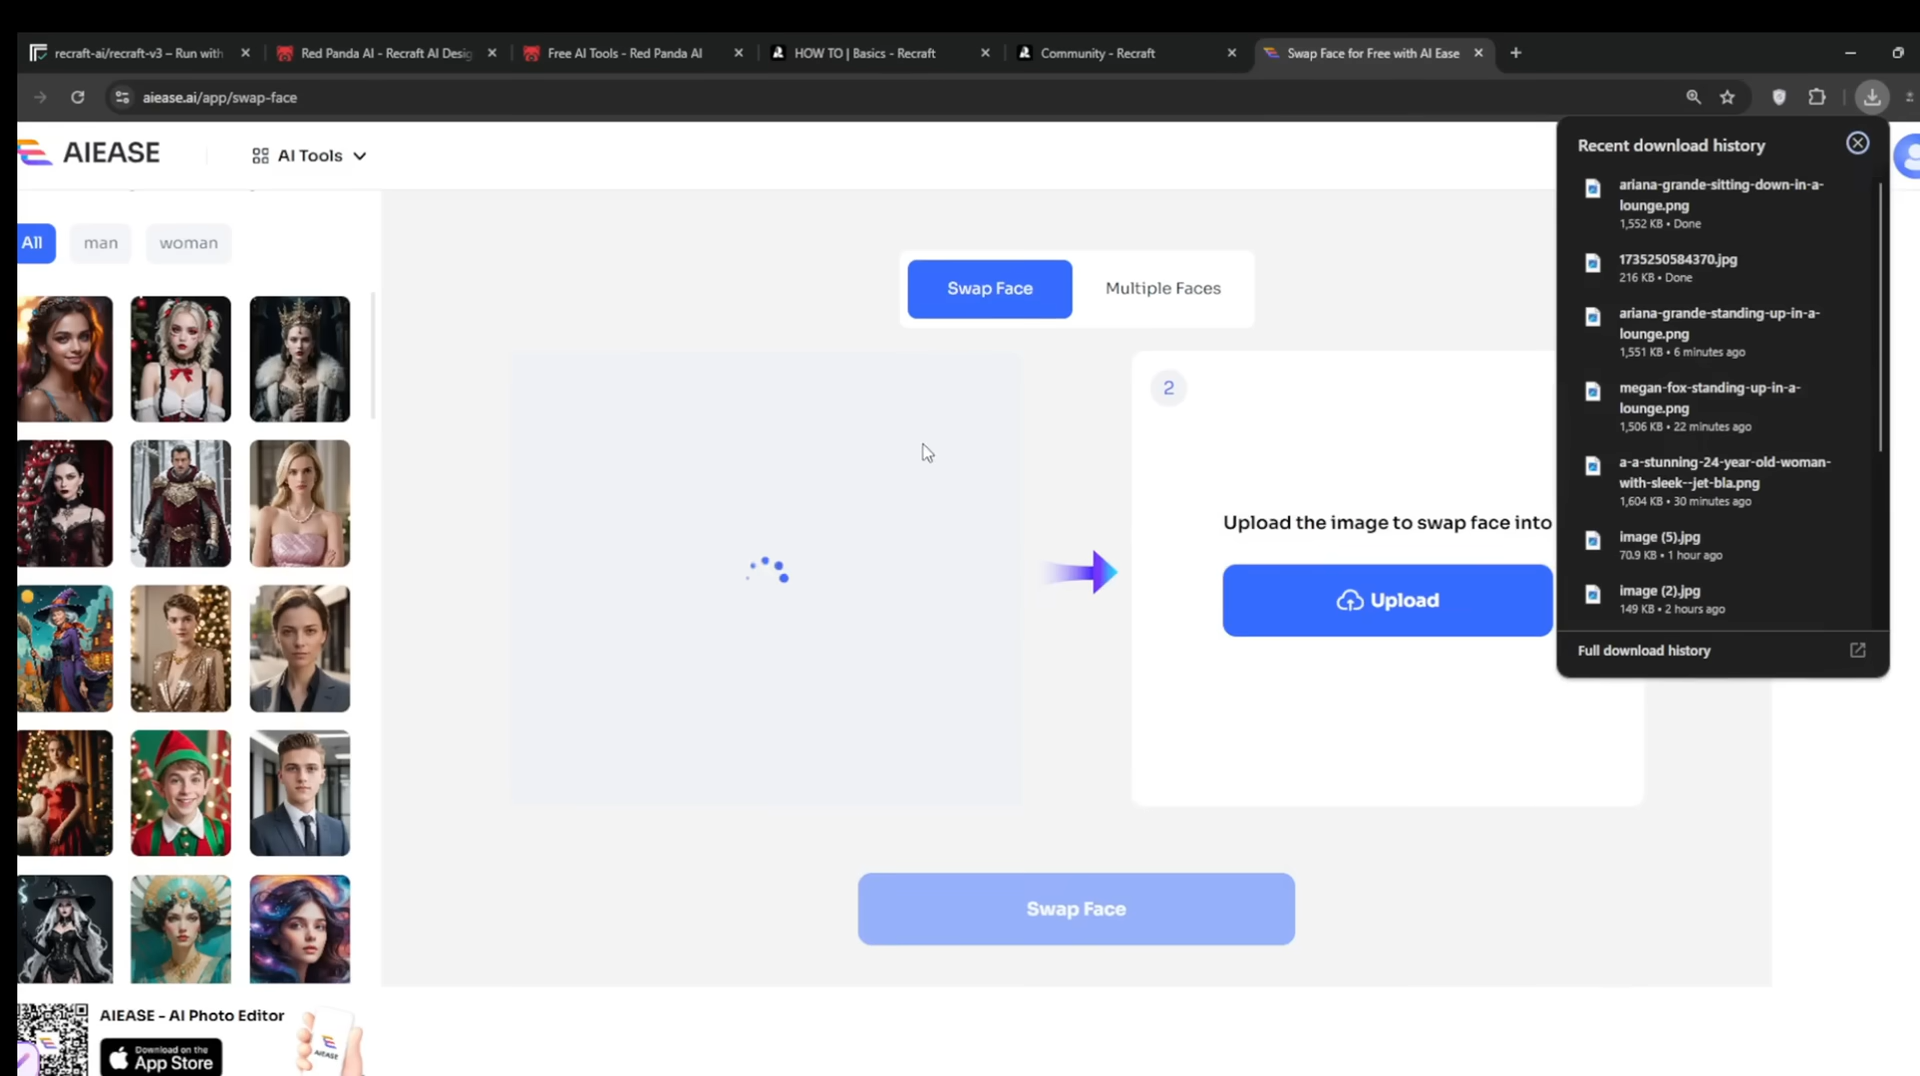 recraft-ai/recraft-v3 – Run with
Red Panda AI - Recraft AI Desig
Free AI Tools - Red Panda AI
HOW TO | Basics - Recraft
Community - Recraft
Swap Face for Free with AI Ease
aiease.ai/app/swap-face
AIEASE
AI Tools
All
man
woman
Swap Face
Multiple Faces
2
Upload the image to swap face into
Upload
Swap Face
Recent download history
ariana-grande-sitting-down-in-a-
lounge.png
1,552 KB • Done
1735250584370.jpg
216 KB • Done
ariana-grande-standing-up-in-a-
lounge.png
1,551 KB • 6 minutes ago
megan-fox-standing-up-in-a-
lounge.png
1,506 KB • 22 minutes ago
a-a-stunning-24-year-old-woman-
with-sleek--jet-bla.png
1,604 KB • 30 minutes ago
image (5).jpg
70.9 KB • 1 hour ago
image (2).jpg
149 KB • 2 hours ago
Full download history
AIEASE - AI Photo Editor
Download on the
App Store
AIEASE